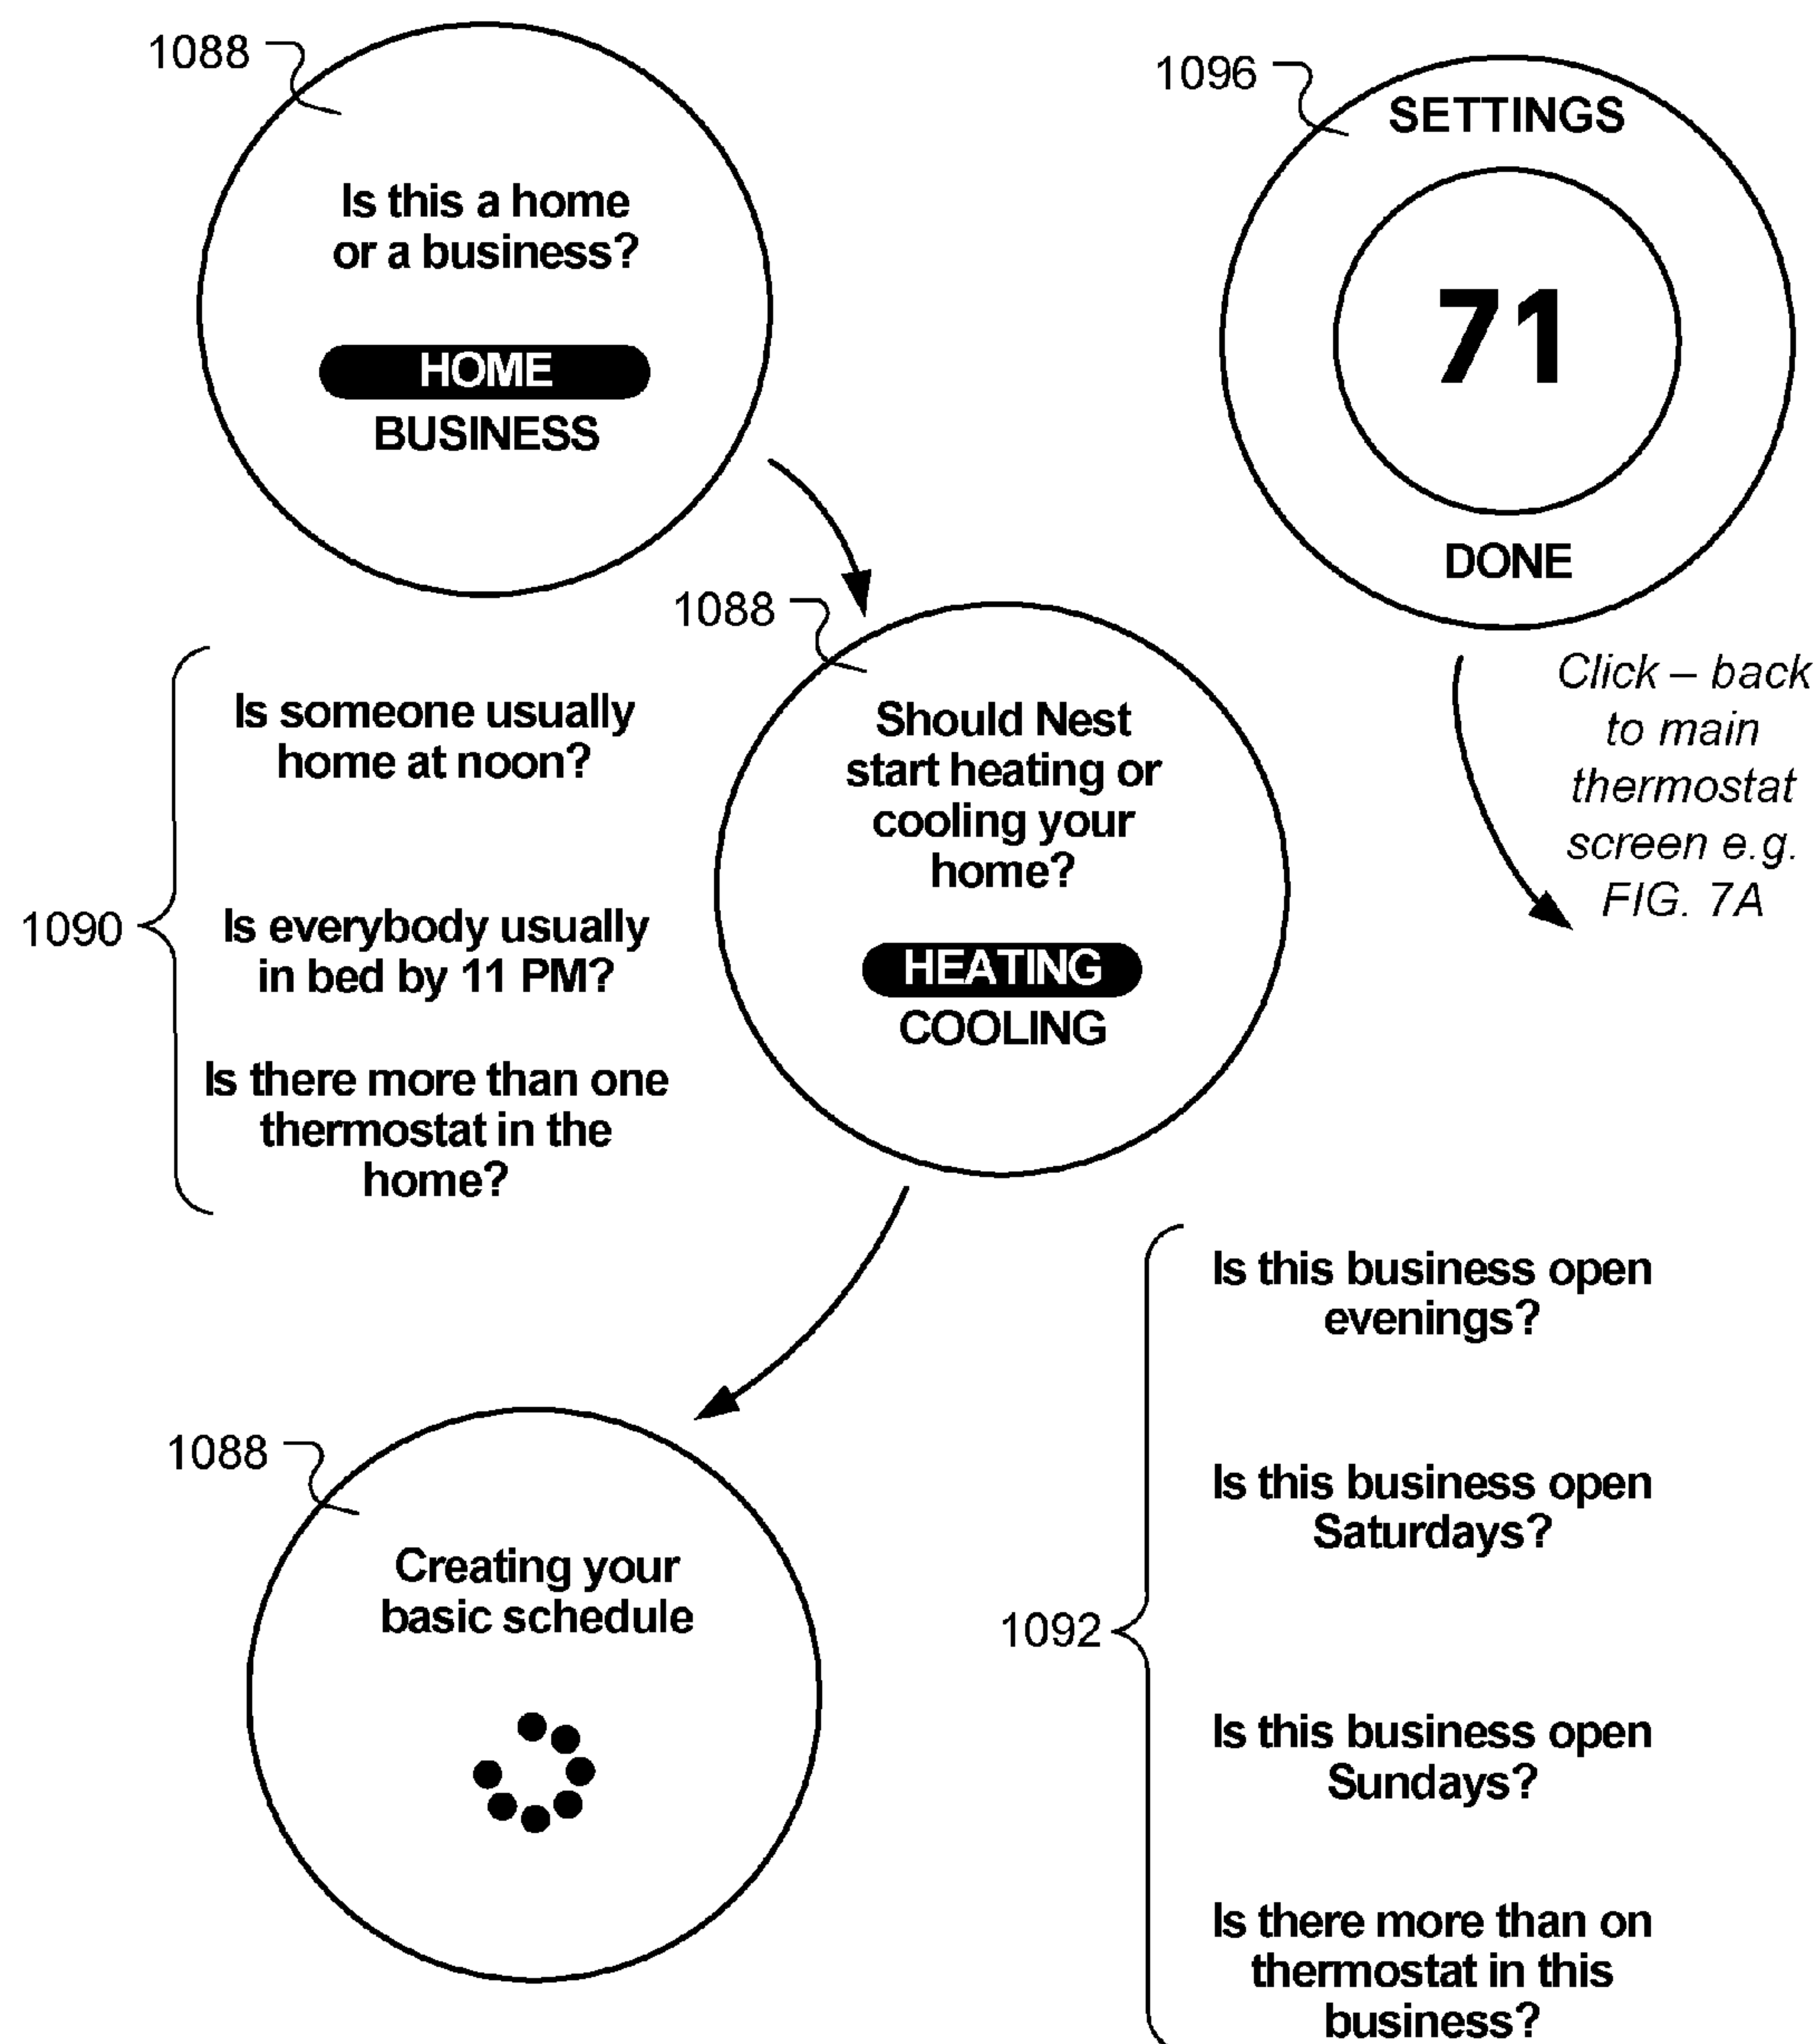 1088
Is this a home
or a business?
HOME
BUSINESS
1096
SETTINGS
71
DONE
Click – back
to main
thermostat
screen e.g.
FIG. 7A
1088
Should Nest
start heating or
cooling your
home?
HEATING
COOLING
1090
Is someone usually
home at noon?
Is everybody usually
in bed by 11 PM?
Is there more than one
thermostat in the
home?
1088
Creating your
basic schedule
1092
Is this business open
evenings?
Is this business open
Saturdays?
Is this business open
Sundays?
Is there more than on
thermostat in this
business?